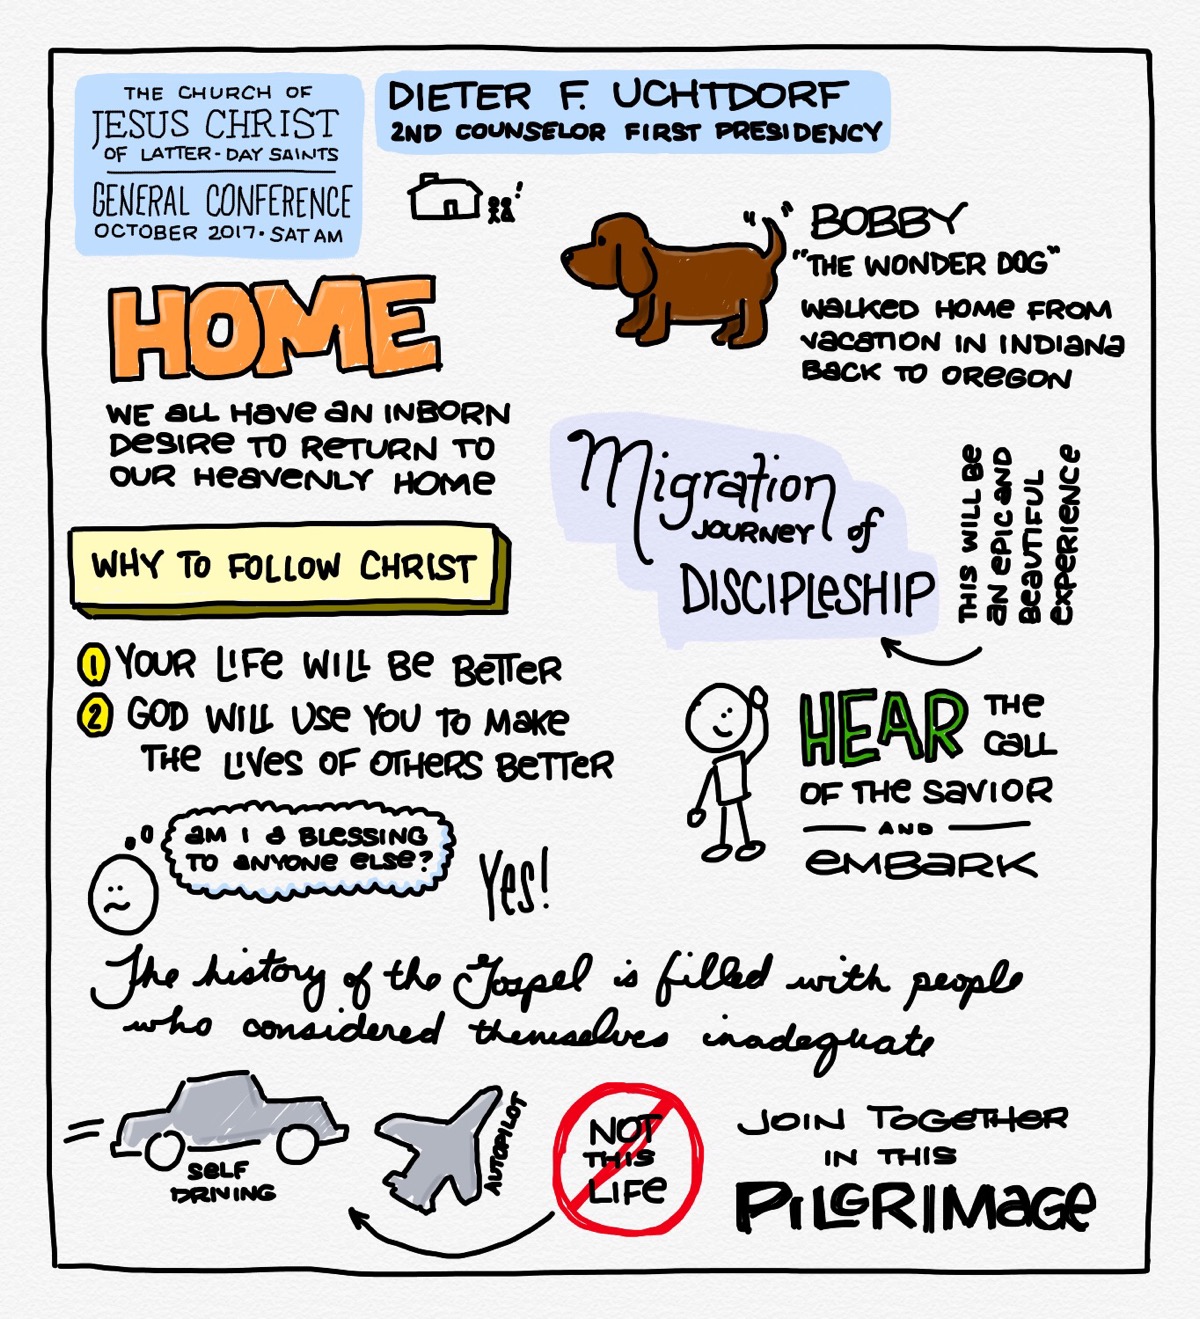 THE CHURCH OF
JESUS CHRIST
OF LATTER-DAY SAINTS
GENERAL CONFERENCE
OCTOBER 2017 • SAT AM
DIETER F. UCHTDORF
2ND COUNSELOR FIRST PRESIDENCY
BOBBY
"THE WONDER DOG"
WALKED HOME FROM
VACATION IN INDIANA
BACK TO OREGON
HOME
WE ALL HAVE AN INBORN
DESIRE TO RETURN TO
OUR HEAVENLY HOME
Migration
JOURNEY of
DISCIPLESHIP
THIS WILL BE
AN EPIC AND
BEAUTIFUL
EXPERIENCE
WHY TO FOLLOW CHRIST
1 YOUR LIFE WILL BE BETTER
2 GOD WILL USE YOU TO MAKE
THE LIVES OF OTHERS BETTER
HEAR THE
CALL
OF THE SAVIOR
AND
EMBARK
AM I A BLESSING
TO ANYONE ELSE?
YES!
The history of the Gospel is filled with people
who considered themselves inadequate
SELF
DRIVING
AUTOPILOT
NOT
THIS
LIFE
JOIN TOGETHER
IN THIS
PILGRIMAGE